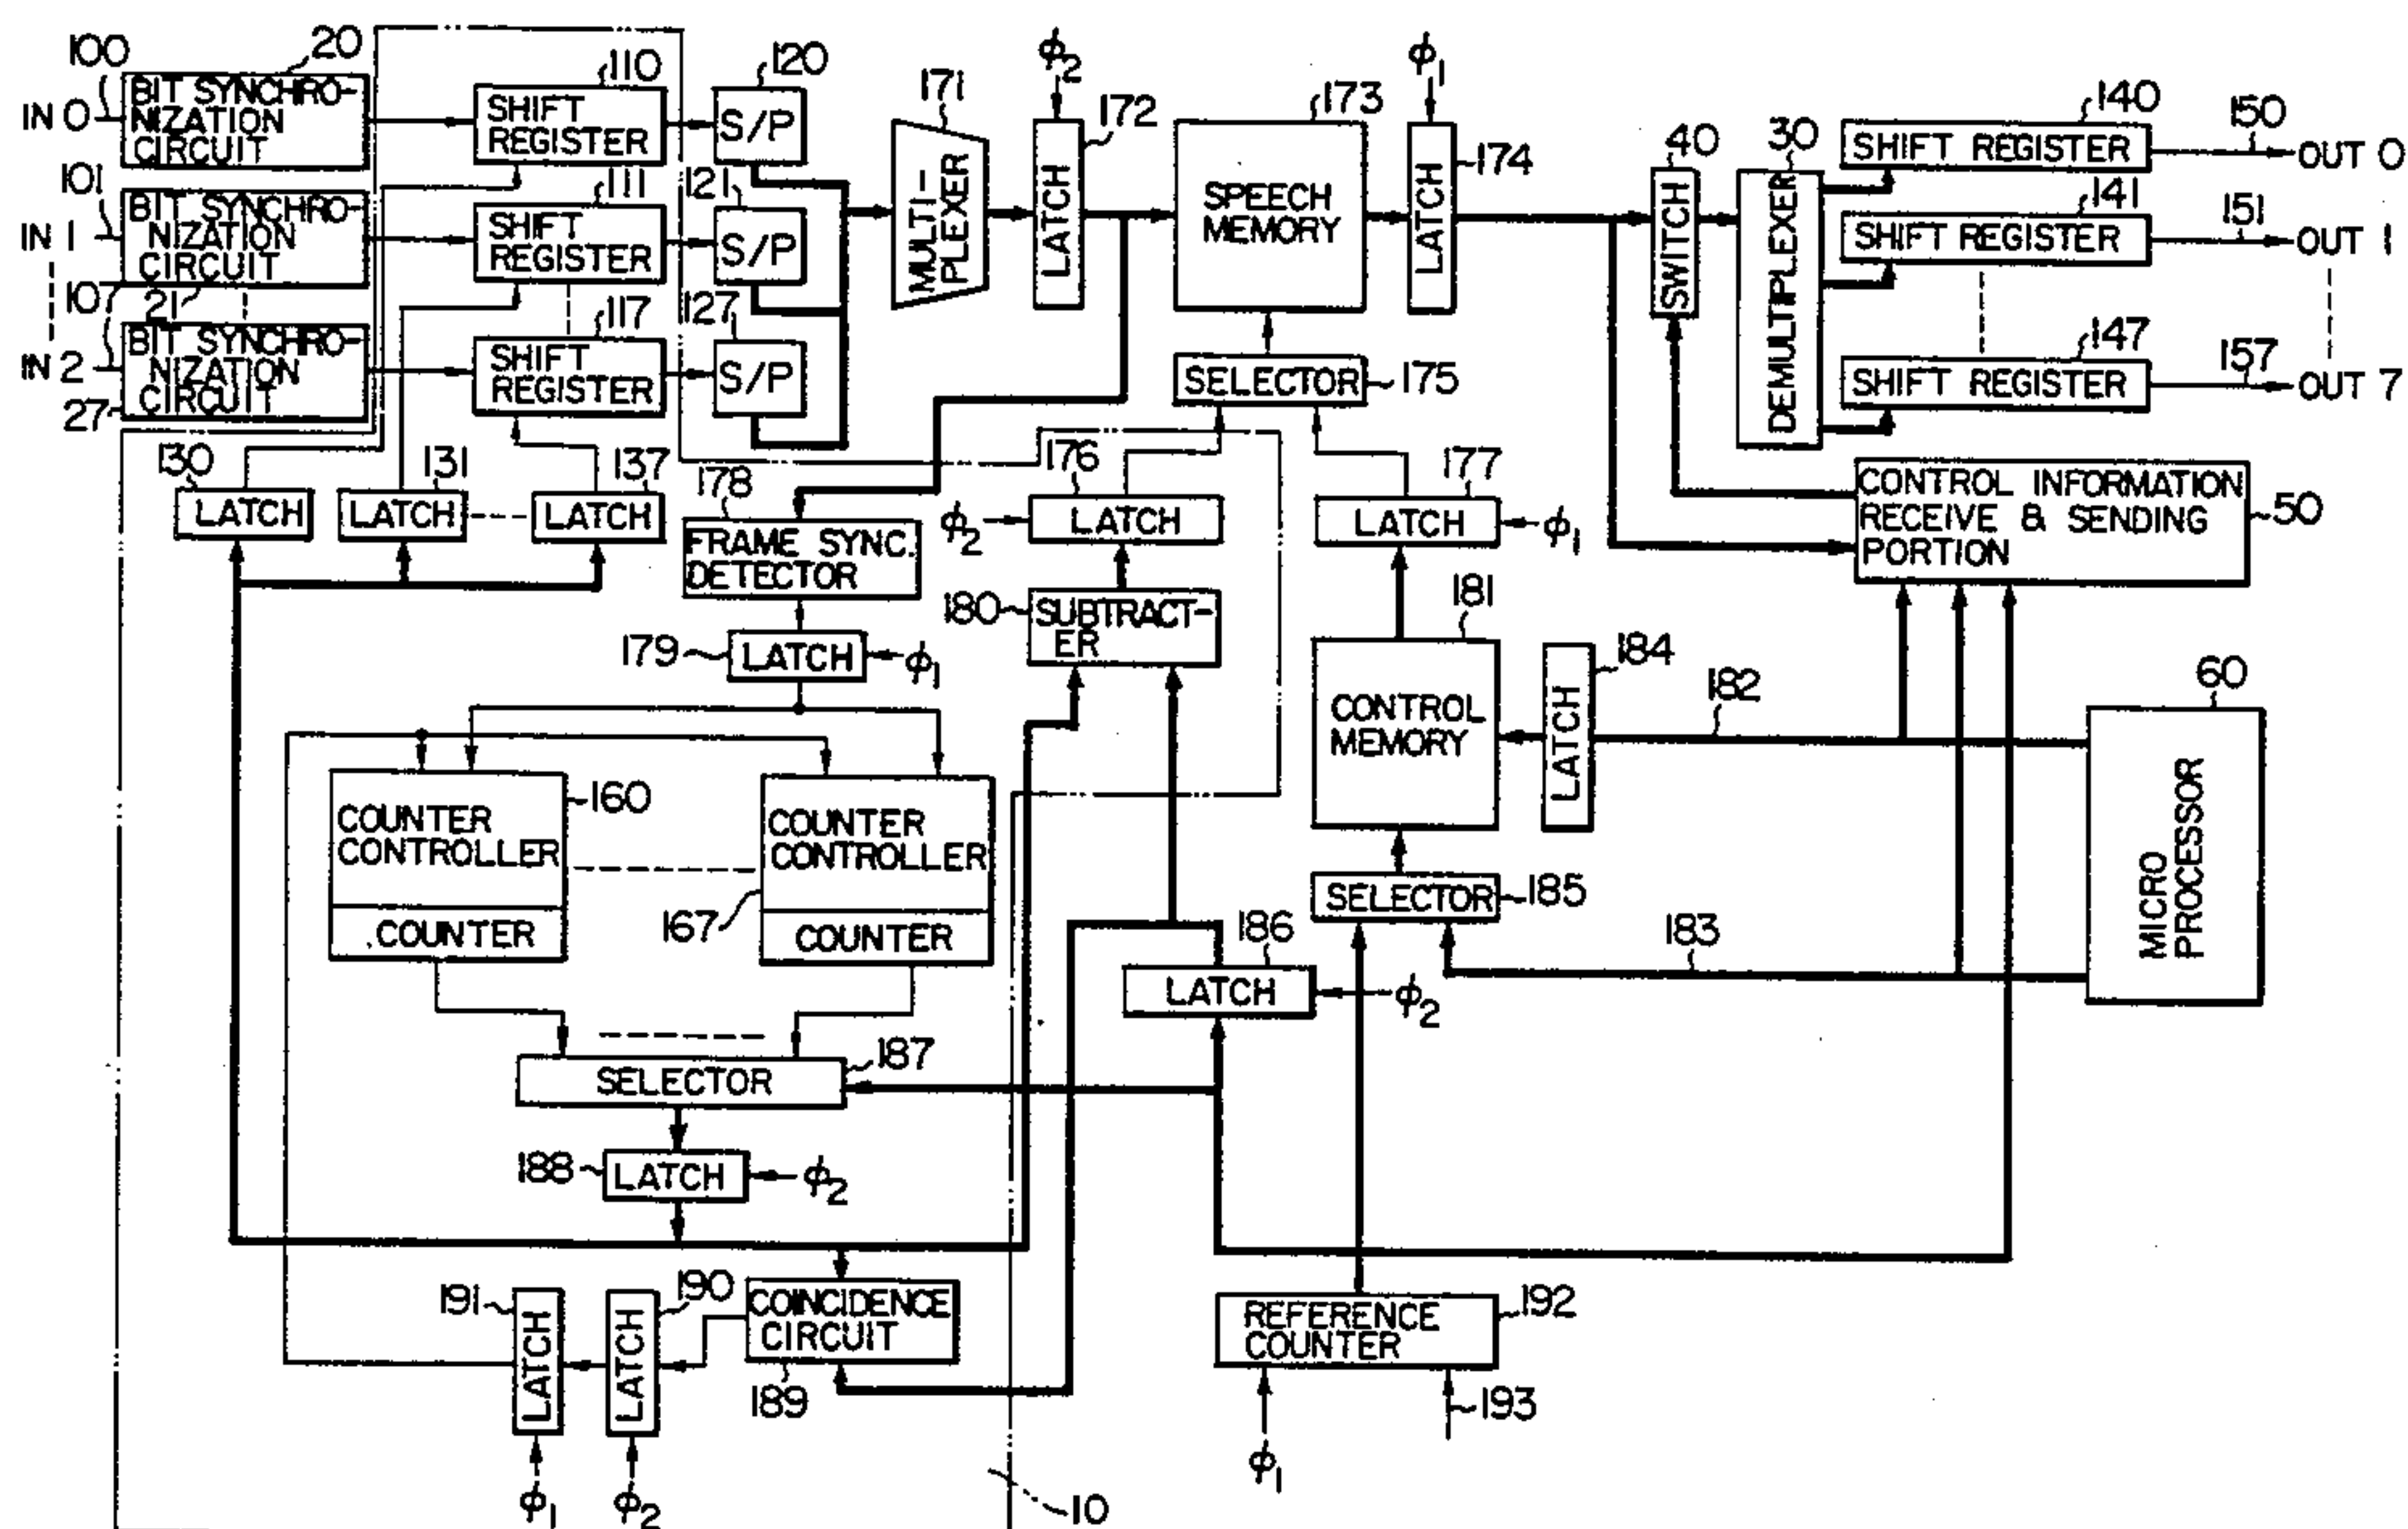 100
20
BIT SYNCHRO-
NIZATION
CIRCUIT
IN 0
110
SHIFT
REGISTER
120
S/P
171
MULTI-
PLEXER
ϕ2
172
LATCH
173
SPEECH
MEMORY
ϕ1
174
LATCH
40
SWITCH
30
DEMULTIPLEXER
140
SHIFT REGISTER
150
OUT 0
101
BIT SYNCHRO-
NIZATION
CIRCUIT
IN 1
21
111
SHIFT
REGISTER
121
S/P
141
SHIFT REGISTER
151
OUT 1
107
BIT SYNCHRO-
NIZATION
CIRCUIT
IN 2
27
117
SHIFT
REGISTER
127
S/P
SELECTOR
175
147
SHIFT REGISTER
157
OUT 7
130
LATCH
131
LATCH
137
LATCH
178
FRAME SYNC.
DETECTOR
176
ϕ2
LATCH
177
LATCH
ϕ1
CONTROL INFORMATION
RECEIVE & SENDING
PORTION
50
179
LATCH
ϕ1
180
SUBTRACT-
ER
181
CONTROL
MEMORY
184
LATCH
182
60
MICRO
PROCESSOR
COUNTER
CONTROLLER
160
COUNTER
COUNTER
CONTROLLER
167
COUNTER
SELECTOR
185
183
186
LATCH
ϕ2
187
SELECTOR
188
LATCH
ϕ2
191
LATCH
ϕ1
190
LATCH
ϕ2
COINCIDENCE
CIRCUIT
189
REFERENCE
COUNTER
192
ϕ1
193
10